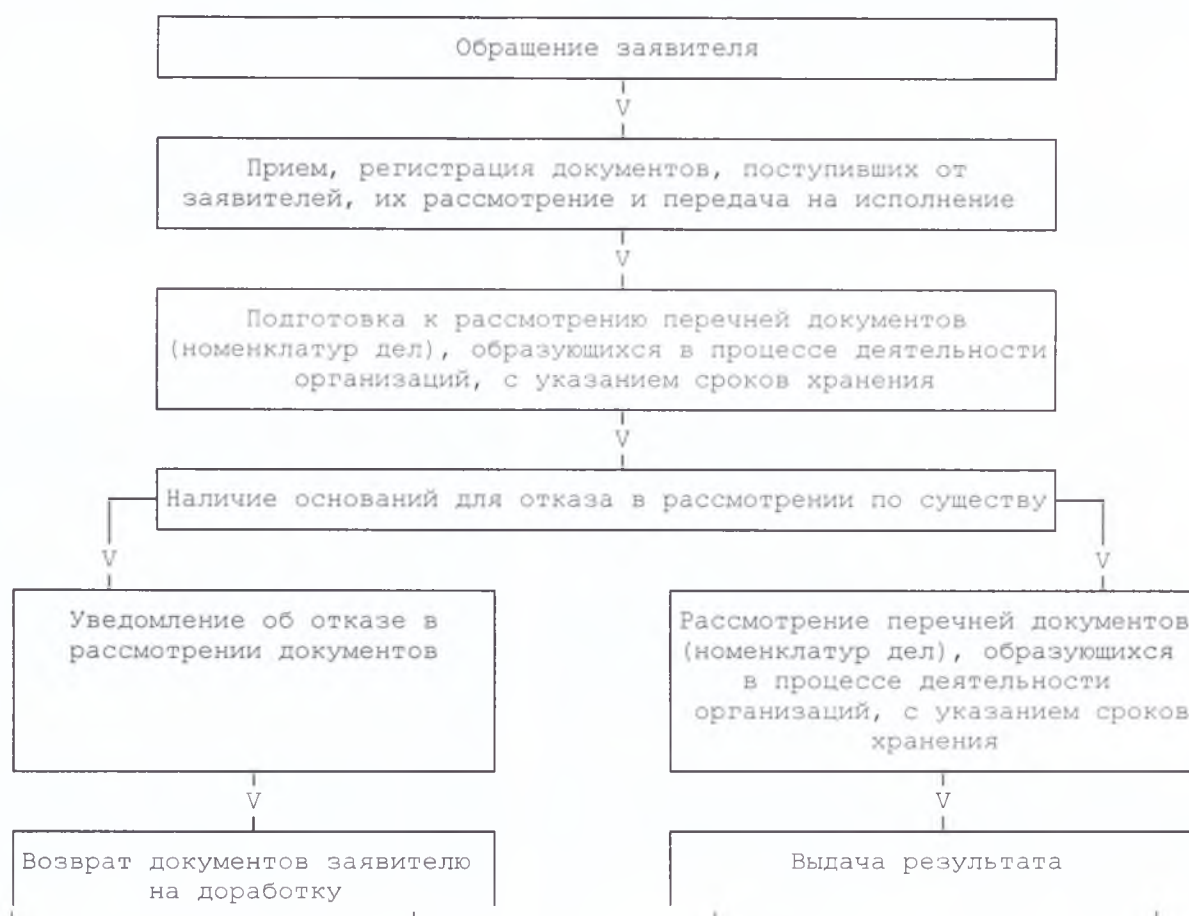 Обращение заявителя
V
Прием, регистрация документов, поступивших от
заявителей, их рассмотрение и передача на исполнение
V
Подготовка к рассмотрению перечней документов
(номенклатур дел), образующихся в процессе деятельности
организаций, с указанием сроков хранения
V
Наличие оснований для отказа в рассмотрении по существу
V
V
Уведомление об отказе в
рассмотрении документов
Рассмотрение перечней документов
(номенклатур дел), образующихся
в процессе деятельности
организаций, с указанием сроков
хранения
V
V
Возврат документов заявителю
на доработку
Выдача результата